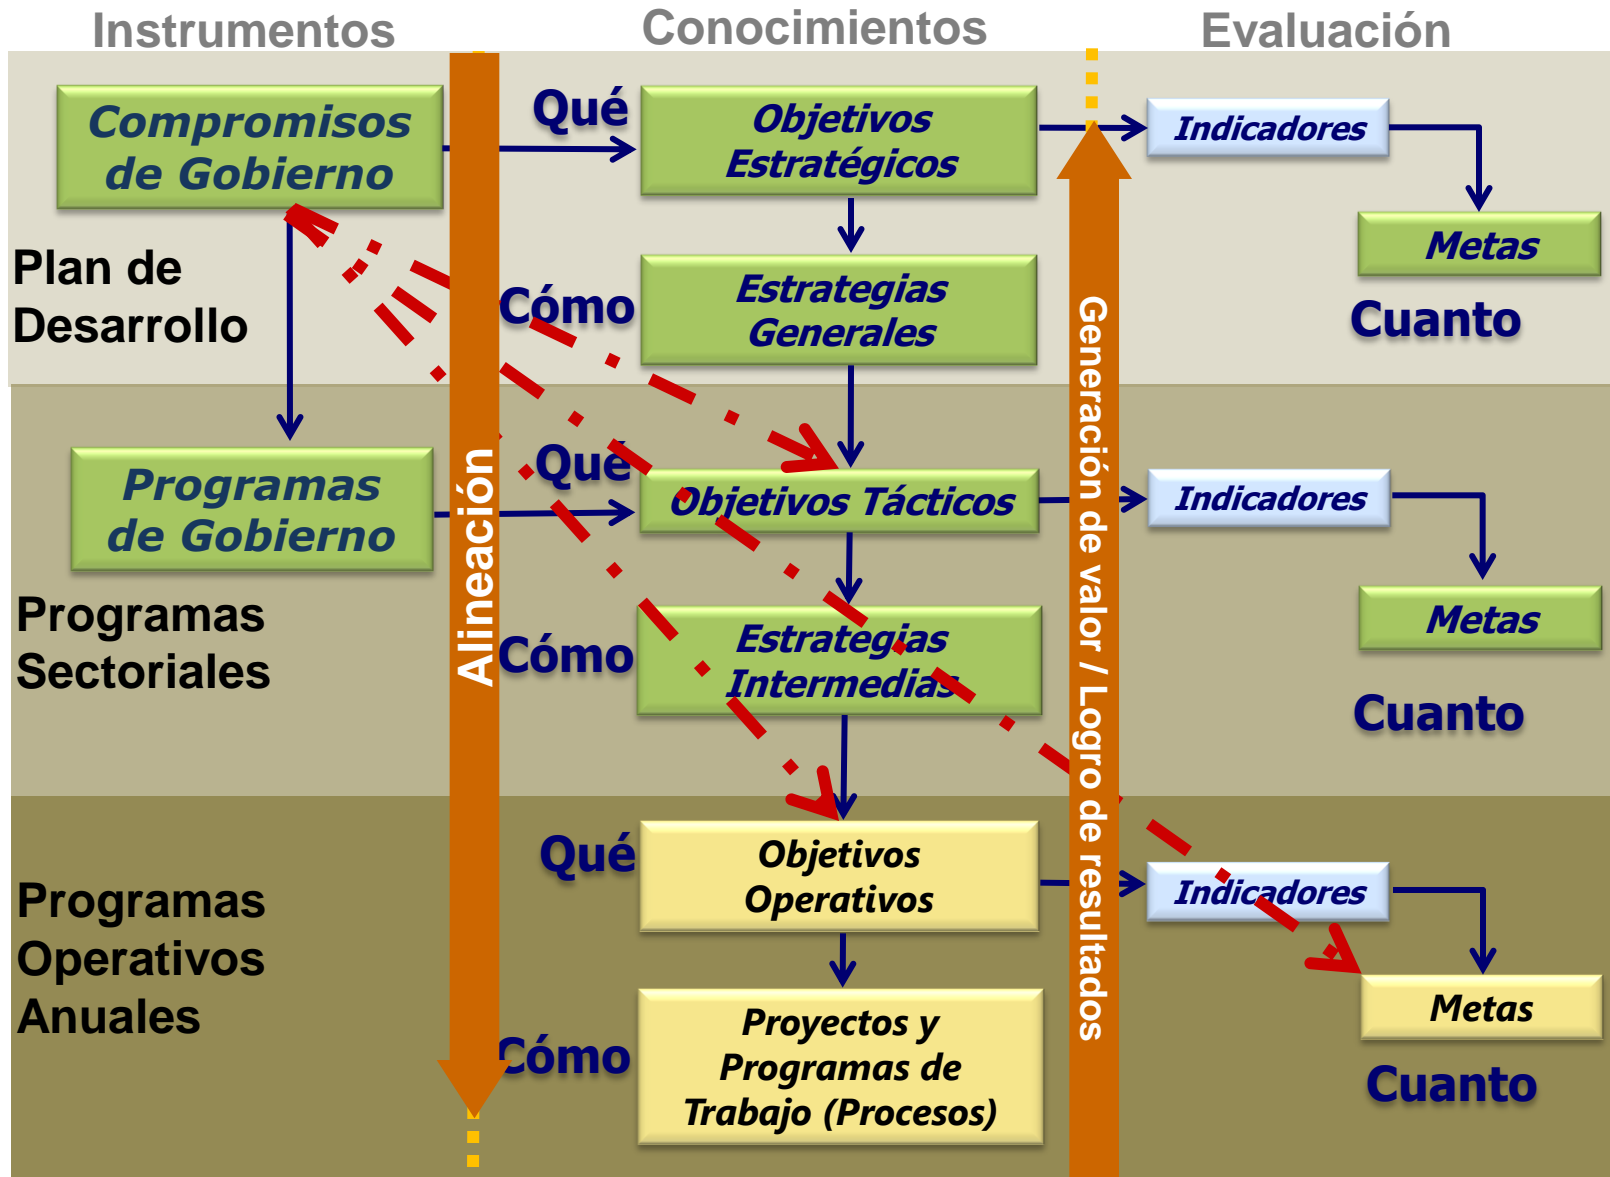 Instrumentos
Conocimientos
Evaluación
Compromisos
de Gobierno
Qué
Objetivos
Estratégicos
Indicadores
Metas
Plan de
Desarrollo
Cómo
Estrategias
Generales
Cuanto
Alineación
Generación de valor / Logro de resultados
Programas
de Gobierno
Qué
Objetivos Tácticos
Indicadores
Metas
Programas
Sectoriales
Cómo
Estrategias
Intermedias
Cuanto
Programas
Operativos
Anuales
Qué
Objetivos
Operativos
Indicadores
Metas
Cómo
Proyectos y
Programas de
Trabajo (Procesos)
Cuanto